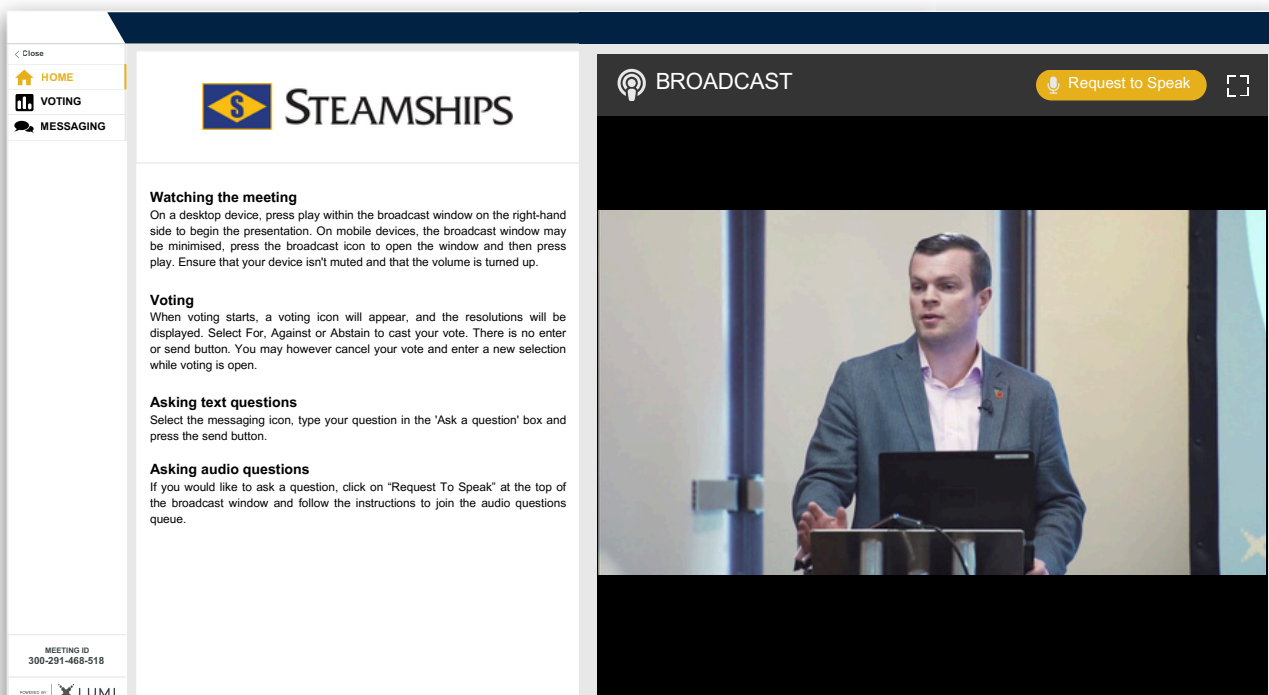 < Close
HOME
VOTING
MESSAGING
S
STEAMSHIPS
Watching the meeting
On a desktop device, press play within the broadcast window on the right-hand
side to begin the presentation. On mobile devices, the broadcast window may
be minimised, press the broadcast icon to open the window and then press
play. Ensure that your device isn't muted and that the volume is turned up.
Voting
When voting starts, a voting icon will appear, and the resolutions will be
displayed. Select For, Against or Abstain to cast your vote. There is no enter
or send button. You may however cancel your vote and enter a new selection
while voting is open.
Asking text questions
Select the messaging icon, type your question in the 'Ask a question' box and
press the send button.
Asking audio questions
If you would like to ask a question, click on “Request To Speak” at the top of
the broadcast window and follow the instructions to join the audio questions
queue.
MEETING ID
300-291-468-518
POWERED BY
LUMI
BROADCAST
Request to Speak